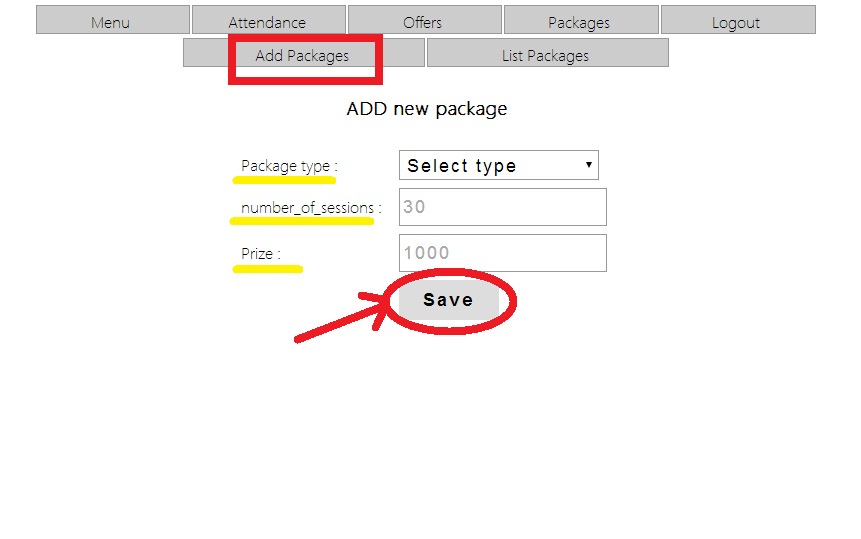 Menu Attendance Offers Packages Logout
Add Packages List Packages
ADD new package
Package type : Select type
number_of_sessions : 30
Prize : 1000
Save